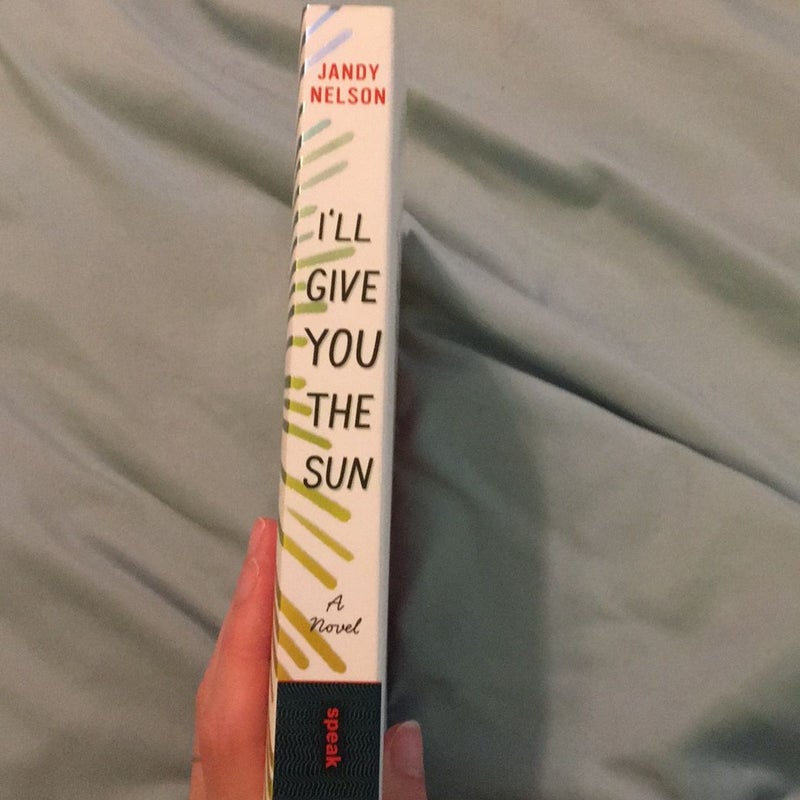 JANDY
NELSON
I'LL
GIVE
YOU
THE
SUN
A
Novel
speak